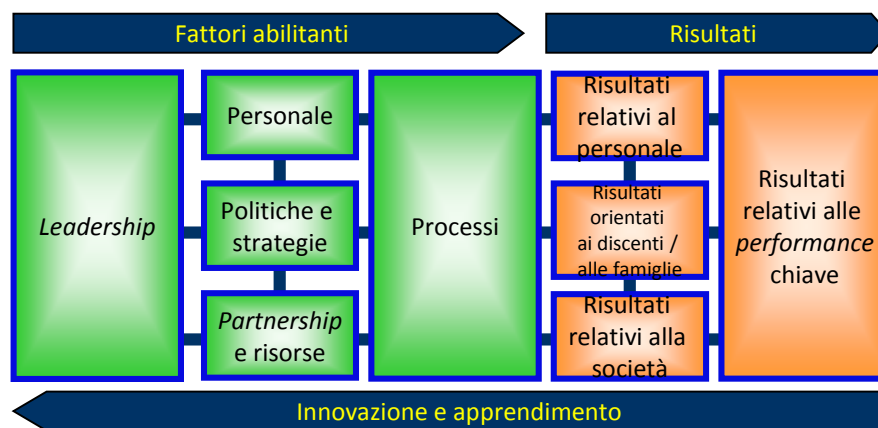 Fattori abilitanti
Risultati
Leadership
Personale
Politiche e
strategie
Partnership
e risorse
Processi
Risultati
relativi al
personale
Risultati
orientati
ai discenti /
alle famiglie
Risultati
relativi alla
società
Risultati
relativi alle
performance
chiave
Innovazione e apprendimento